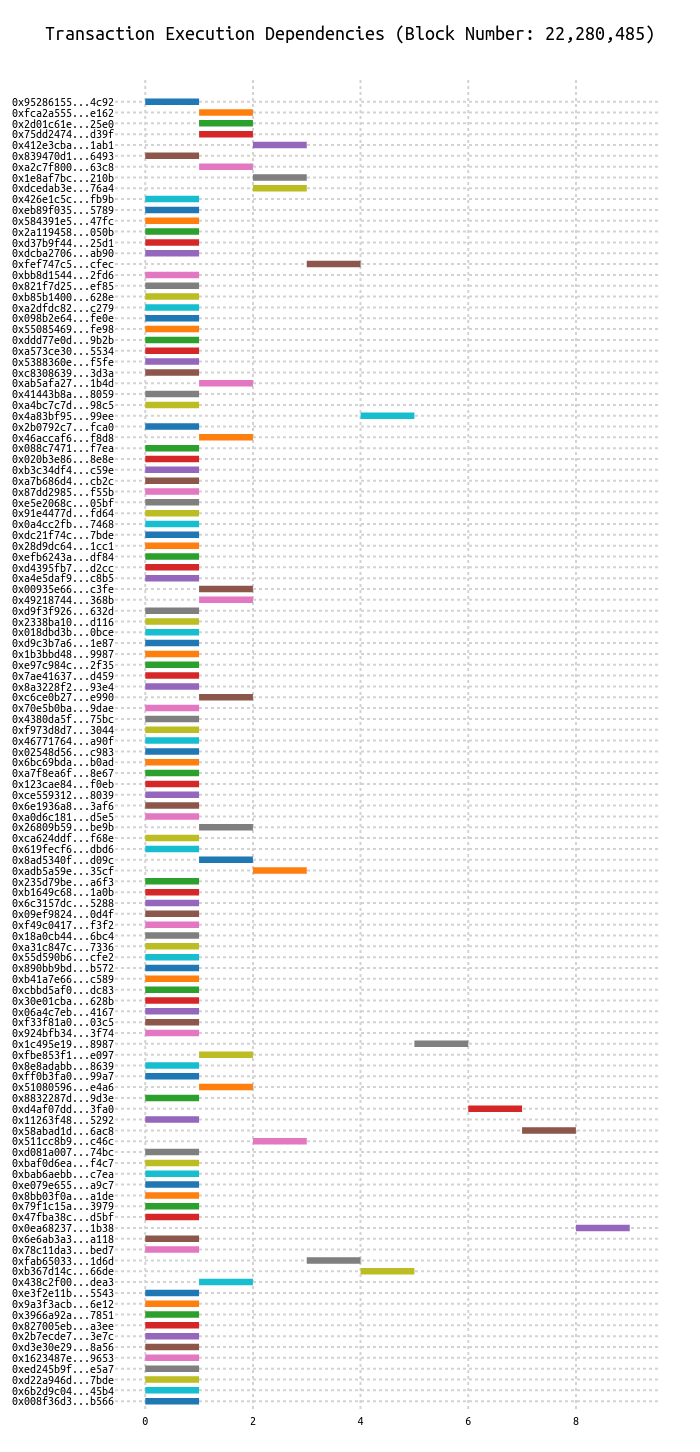 Transaction Execution Dependencies (Block Number: 22,280,485)
0x95286155...4c92
0xfca2a555...e162
0x2d01c61e...25e0
0x75dd2474...d39f
0x412e3cba...1ab1
0x839470d1...6493
0xa2c7f800...63c8
0x1e8af7bc...210b
0xdcedab3e...76a4
0x426e1c5c...fb9b
0xeb89f035...5789
0x584391e5...47fc
0x2a119458...050b
0xd37b9f44...25d1
0xdcba2706...ab90
0xfef747c5...cfec
0xbb8d1544...2fd6
0x821f7d25...ef85
0xb85b1400...628e
0xa2dfdc82...c279
0x098b2e64...fe0e
0x55085469...fe98
0xddd77e0d...9b2b
0xa573ce30...5534
0x5388360e...f5fe
0xc8308639...3d3a
0xab5afa27...1b4d
0x41443b8a...8059
0xa4bc7c7d...98c5
0x4a83bf95...99ee
0x2b0792c7...fca0
0x46accaf6...f8d8
0x088c7471...f7ea
0x020b3e86...8e8e
0xb3c34df4...c59e
0xa7b686d4...cb2c
0x87dd2985...f55b
0xe5e2068c...05bf
0x91e4477d...fd64
0x0a4cc2fb...7468
0xdc21f74c...7bde
0x28d9dc64...1cc1
0xefb6243a...df84
0xd4395fb7...d2cc
0xa4e5daf9...c8b5
0x00935e66...c3fe
0x49218744...368b
0xd9f3f926...632d
0x2338ba10...d116
0x018dbd3b...0bce
0xd9c3b7a6...1e87
0x1b3bbd48...9987
0xe97c984c...2f35
0x7ae41637...d459
0x8a3228f2...93e4
0xc6ce0b27...e990
0x70e5b0ba...9dae
0x4380da5f...75bc
0xf973d8d7...3044
0x46771764...a90f
0x02548d56...c983
0x6bc69bda...b0ad
0xa7f8ea6f...8e67
0x123cae84...f0eb
0xce559312...8039
0x6e1936a8...3af6
0xa0d6c181...d5e5
0x26809b59...be9b
0xca624ddf...f68e
0x619fecf6...dbd6
0x8ad5340f...d09c
0xadb5a59e...35cf
0x235d79be...a6f3
0xb1649c68...1a0b
0x6c3157dc...5288
0x09ef9824...0d4f
0xf49c0417...f3f2
0x18a0cb44...6bc4
0xa31c847c...7336
0x55d590b6...cfe2
0x890bb9bd...b572
0xb41a7e66...c589
0xcbbd5af0...dc83
0x30e01cba...628b
0x06a4c7eb...4167
0xf33f81a0...03c5
0x924bfb34...3f74
0x1c495e19...8987
0xfbe853f1...e097
0x8e8adabb...8639
0xff0b3fa0...99a7
0x51080596...e4a6
0x8832287d...9d3e
0xd4af07dd...3fa0
0x11263f48...5292
0x58abad1d...6ac8
0x511cc8b9...c46c
0xd081a007...74bc
0xbaf0d6ea...f4c7
0xbab6aebb...c7ea
0xe079e655...a9c7
0x8bb03f0a...a1de
0x79f1c15a...3979
0x47fba38c...d5bf
0x0ea68237...1b38
0x6e6ab3a3...a118
0x78c11da3...bed7
0xfab65033...1d6d
0xb367d14c...66de
0x438c2f00...dea3
0xe3f2e11b...5543
0x9a3f3acb...6e12
0x3966a92a...7851
0x827005eb...a3ee
0x2b7ecde7...3e7c
0xd3e30e29...8a56
0x1623487e...9653
0xed245b9f...e5a7
0xd22a946d...7bde
0x6b2d9c04...45b4
0x008f36d3...b566
0 2 4 6 8